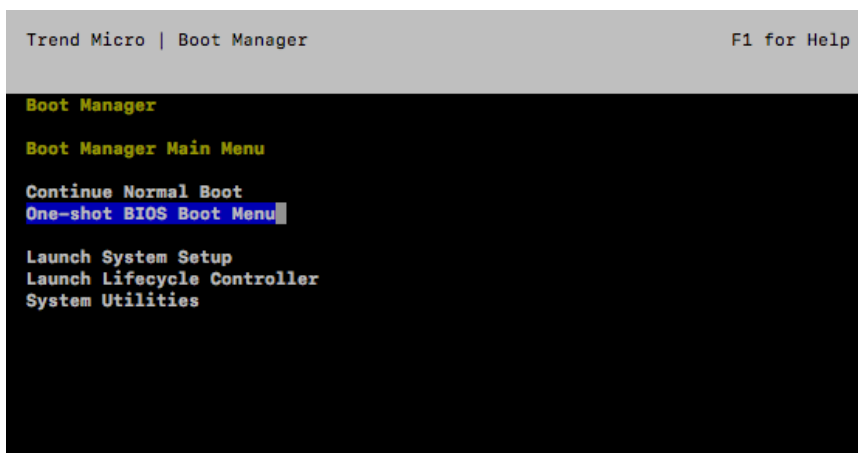 Trend Micro | Boot Manager F1 for Help
Boot Manager
Boot Manager Main Menu
Continue Normal Boot
One-shot BIOS Boot Menu
Launch System Setup
Launch Lifecycle Controller
System Utilities